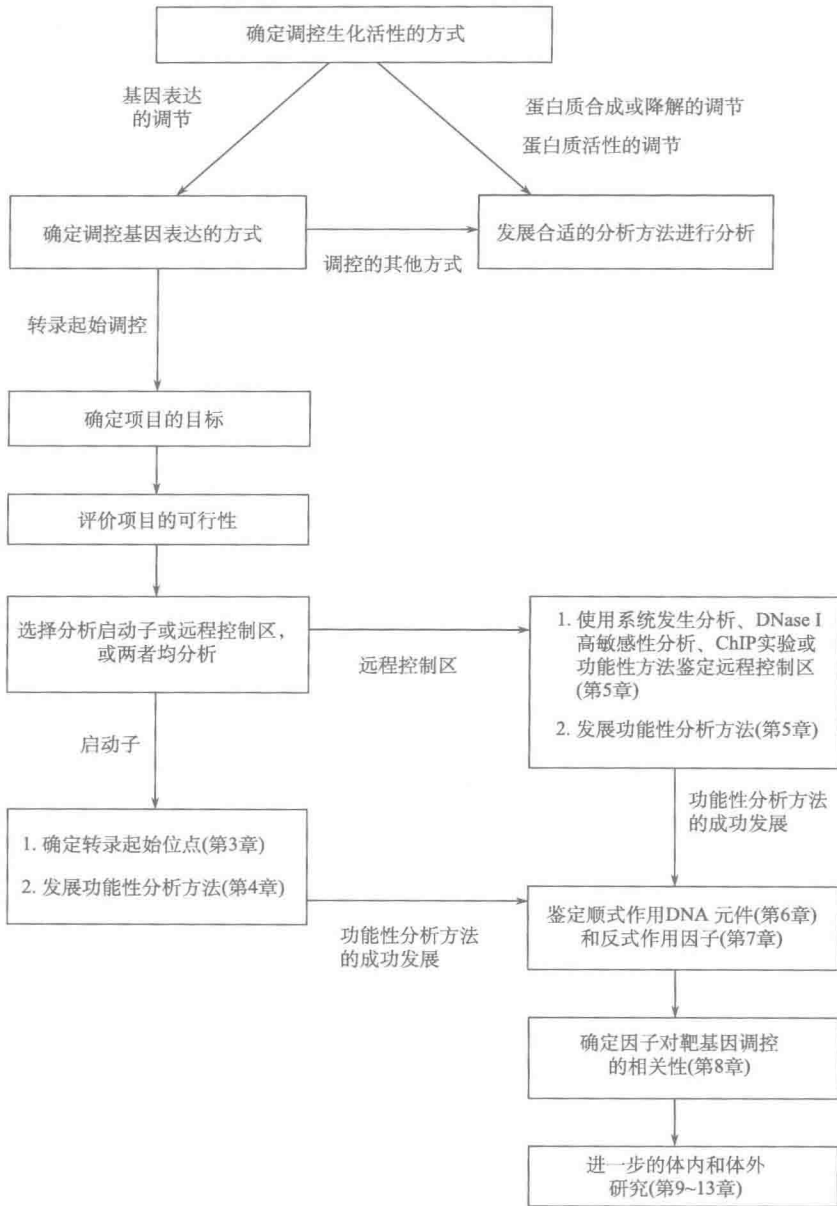 确定调控生化活性的方式
基因表达
的调节
蛋白质合成或降解的调节
蛋白质活性的调节
确定调控基因表达的方式
调控的其他方式
发展合适的分析方法进行分析
转录起始调控
确定项目的目标
评价项目的可行性
选择分析启动子或远程控制区,
或两者均分析
远程控制区
1. 使用系统发生分析、DNase I
高敏感性分析、ChIP实验或
功能性方法鉴定远程控制区
(第5章)
2. 发展功能性分析方法(第5章)
启动子
功能性分析方法
的成功发展
1. 确定转录起始位点(第3章)
2. 发展功能性分析方法(第4章)
功能性分析方法
的成功发展
鉴定顺式作用DNA 元件(第6章)
和反式作用因子(第7章)
确定因子对靶基因调控
的相关性(第8章)
进一步的体内和体外
研究(第9~13章)